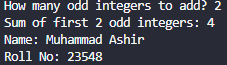 How many odd integers to add? 2
Sum of first 2 odd integers: 4
Name: Muhammad Ashir
Roll No: 23548